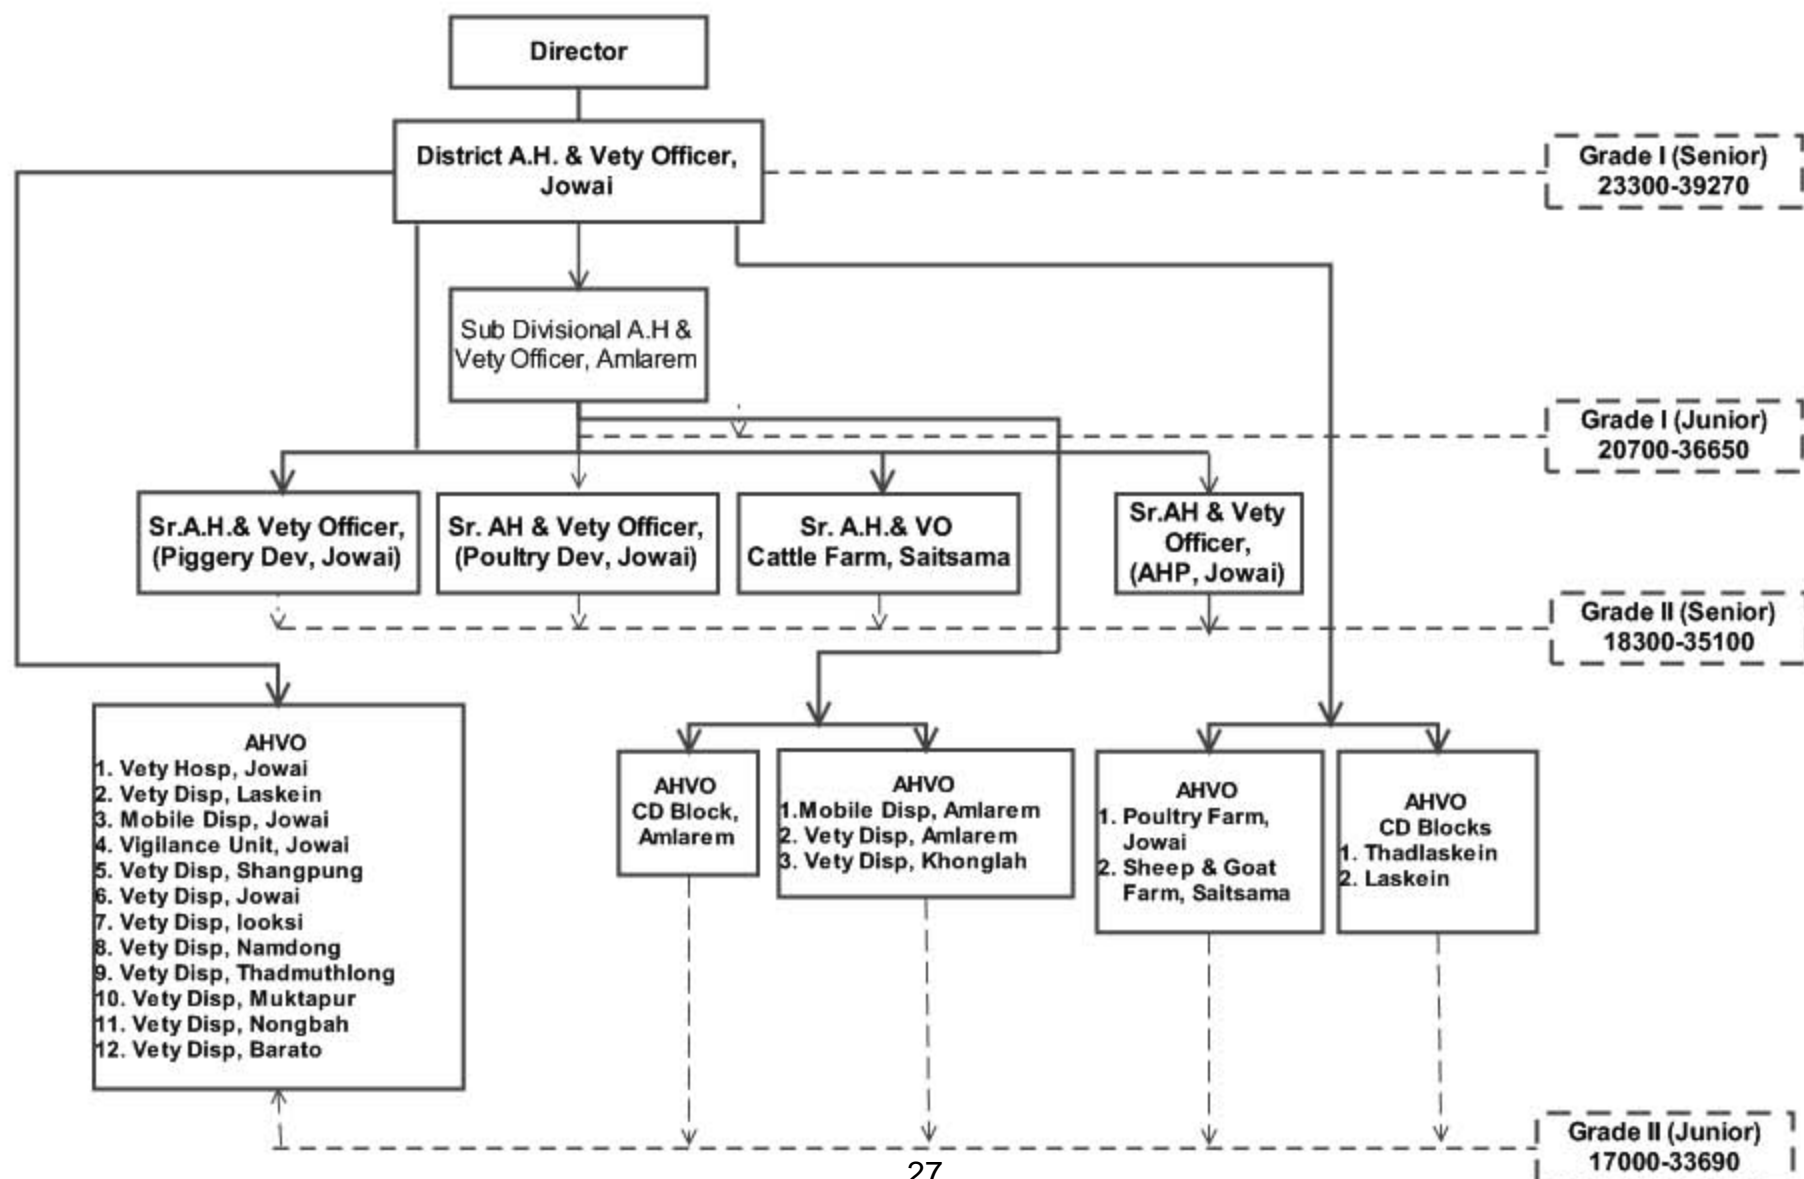 Director
District A.H. & Vety Officer,
Jowai
Grade I (Senior)
23300-39270
Sub Divisional A.H &
Vety Officer, Amlarem
Grade I (Junior)
20700-36650
Sr.A.H.& Vety Officer,
(Piggery Dev, Jowai)
Sr. AH & Vety Officer,
(Poultry Dev, Jowai)
Sr. A.H.& VO
Cattle Farm, Saitsama
Sr.AH & Vety
Officer,
(AHP, Jowai)
Grade II (Senior)
18300-35100
AHVO
1. Vety Hosp, Jowai
2. Vety Disp, Laskein
3. Mobile Disp, Jowai
4. Vigilance Unit, Jowai
5. Vety Disp, Shangpung
6. Vety Disp, Jowai
7. Vety Disp, Iooksi
8. Vety Disp, Namdong
9. Vety Disp, Thadmuthlong
10. Vety Disp, Muktapur
11. Vety Disp, Nongbah
12. Vety Disp, Barato
AHVO
CD Block,
Amlarem
AHVO
1.Mobile Disp, Amlarem
2. Vety Disp, Amlarem
3. Vety Disp, Khonglah
AHVO
1. Poultry Farm,
Jowai
2. Sheep & Goat
Farm, Saitsama
AHVO
CD Blocks
1. Thadlaskein
2. Laskein
Grade II (Junior)
17000-33690
27